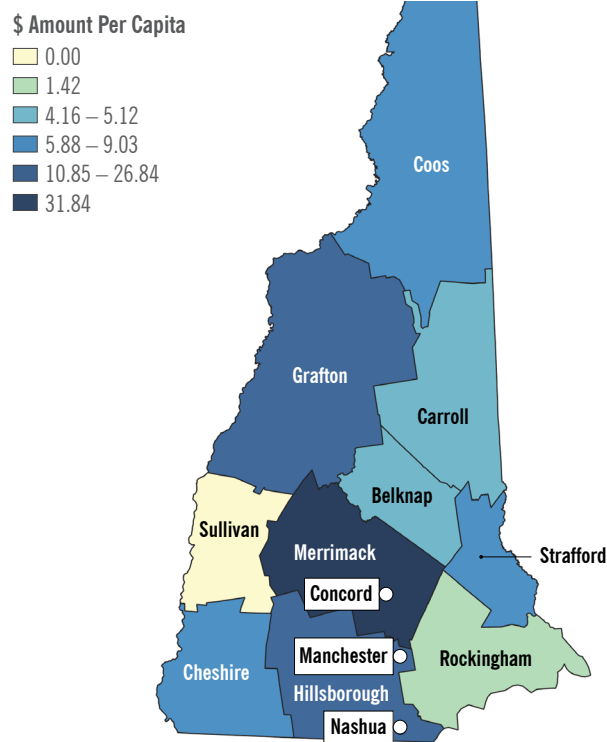 $ Amount Per Capita
0.00
1.42
4.16 – 5.12
5.88 – 9.03
10.85 – 26.84
31.84
Coos
Grafton
Carroll
Belknap
Sullivan
Merrimack
Strafford
Concord
Manchester
Rockingham
Cheshire
Hillsborough
Nashua